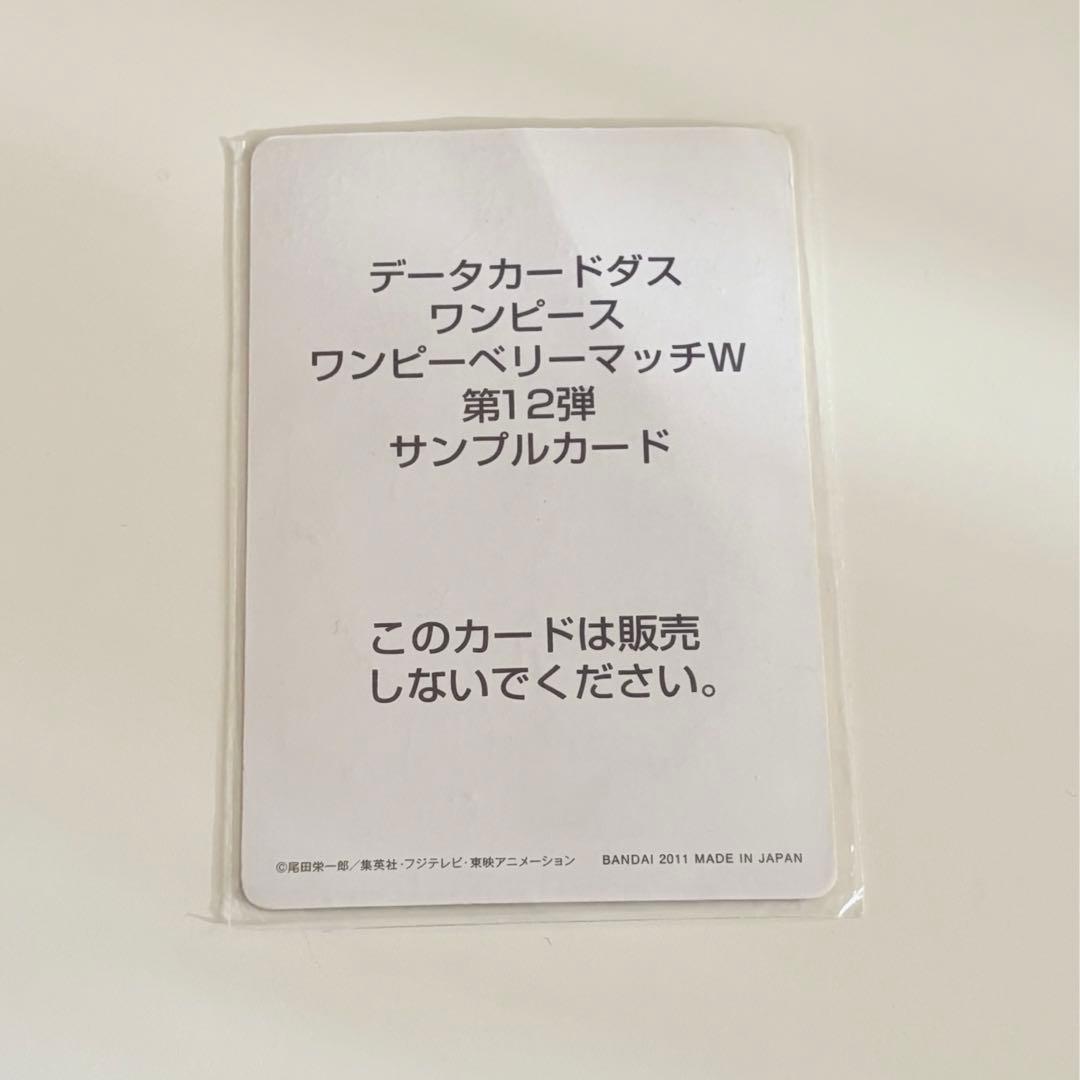 データカードダス
ワンピース
ワンピーベリーマッチW
第12弾
サンプルカード
このカードは販売
しないでください。
©尾田栄一郎／集英社・フジテレビ・東映アニメーション BANDAI 2011 MADE IN JAPAN